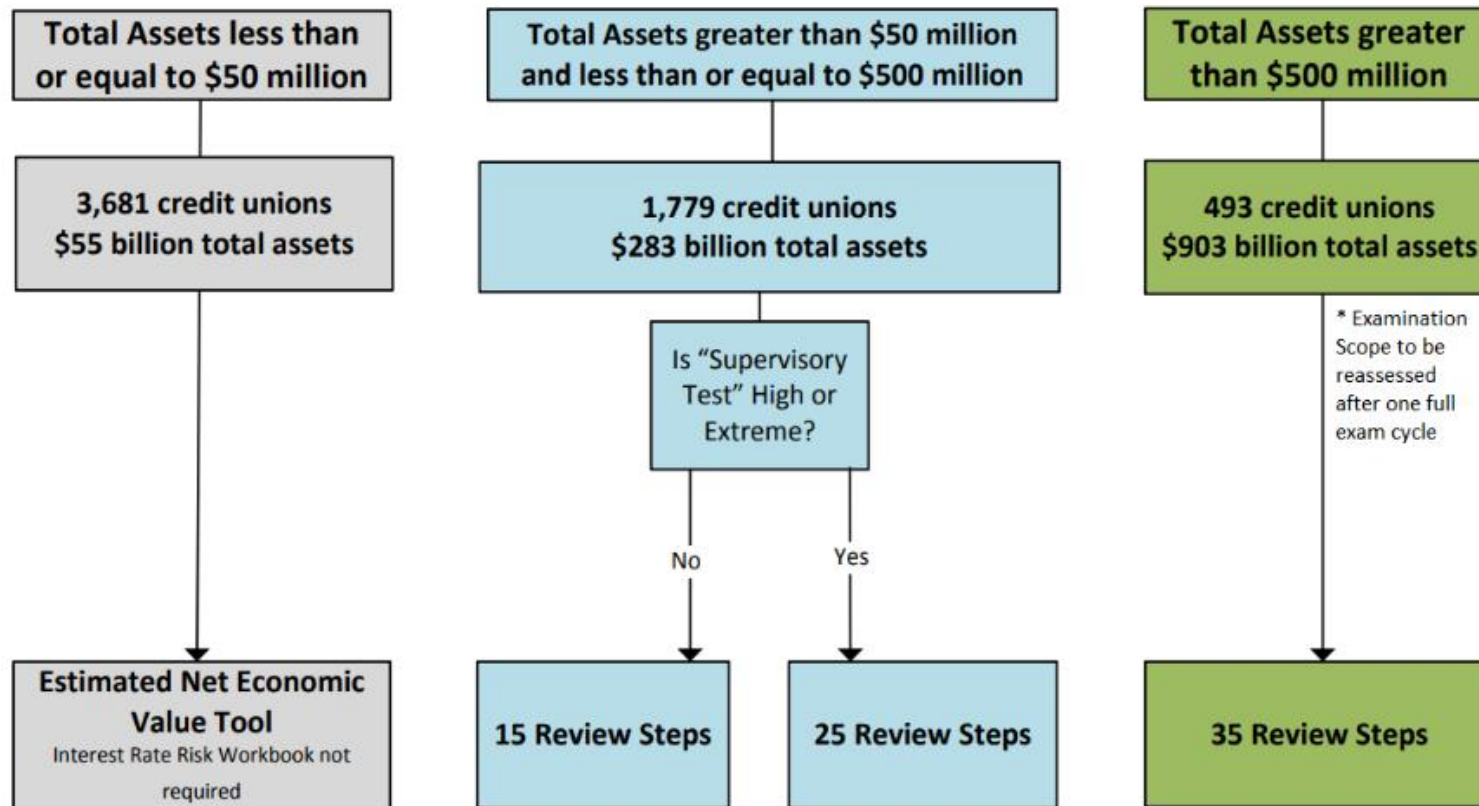 Total Assets less than
or equal to $50 million
3,681 credit unions
$55 billion total assets
Estimated Net Economic
Value Tool
Interest Rate Risk Workbook not
required
Total Assets greater than $50 million
and less than or equal to $500 million
1,779 credit unions
$283 billion total assets
Is “Supervisory
Test” High or
Extreme?
No
Yes
15 Review Steps
25 Review Steps
Total Assets greater
than $500 million
493 credit unions
$903 billion total assets
* Examination
Scope to be
reassessed
after one full
exam cycle
35 Review Steps